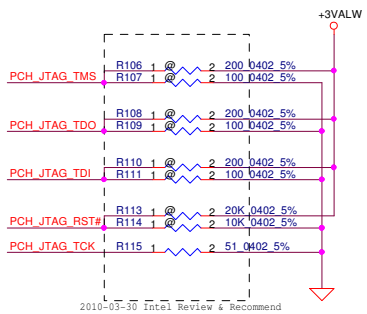 +3VALW
R106 1 @ 2 200_0402_5%
PCH_JTAG_TMS R107 1 @ 2 100_0402_5%
R108 1 @ 2 200_0402_5%
PCH_JTAG_TDO R109 1 @ 2 100_0402_5%
R110 1 @ 2 200_0402_5%
PCH_JTAG_TDI R111 1 @ 2 100_0402_5%
R113 1 @ 2 20K_0402_5%
PCH_JTAG_RST# R114 1 @ 2 10K_0402_5%
PCH_JTAG_TCK R115 1 2 51_0402_5%
2010-03-30 Intel Review & Recommend